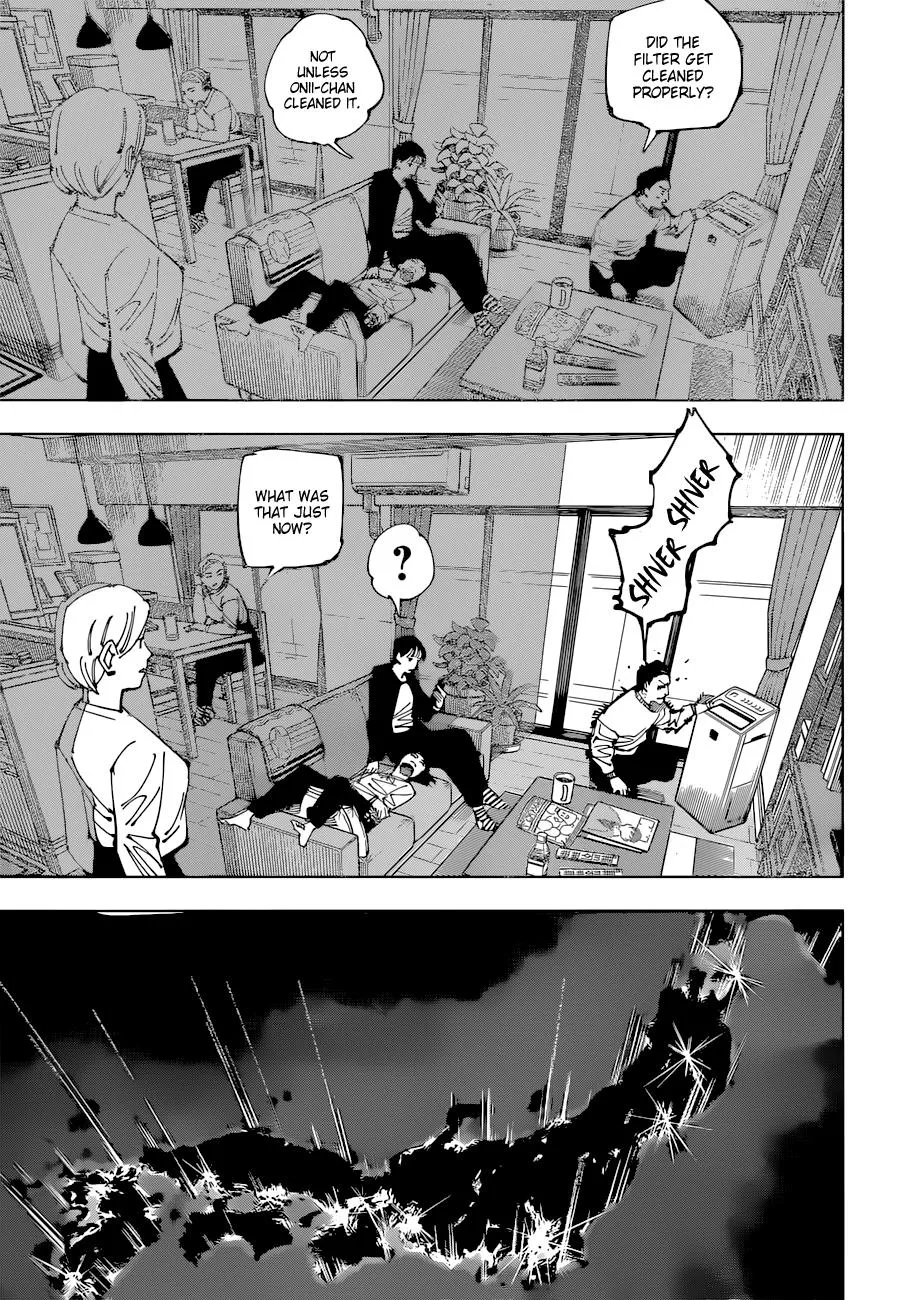 DID THE
FILTER GET
CLEANED
PROPERLY?
NOT
UNLESS
ONII-CHAN
CLEANED IT.
SHIVER SHIVER
?
WHAT WAS
THAT JUST
NOW?